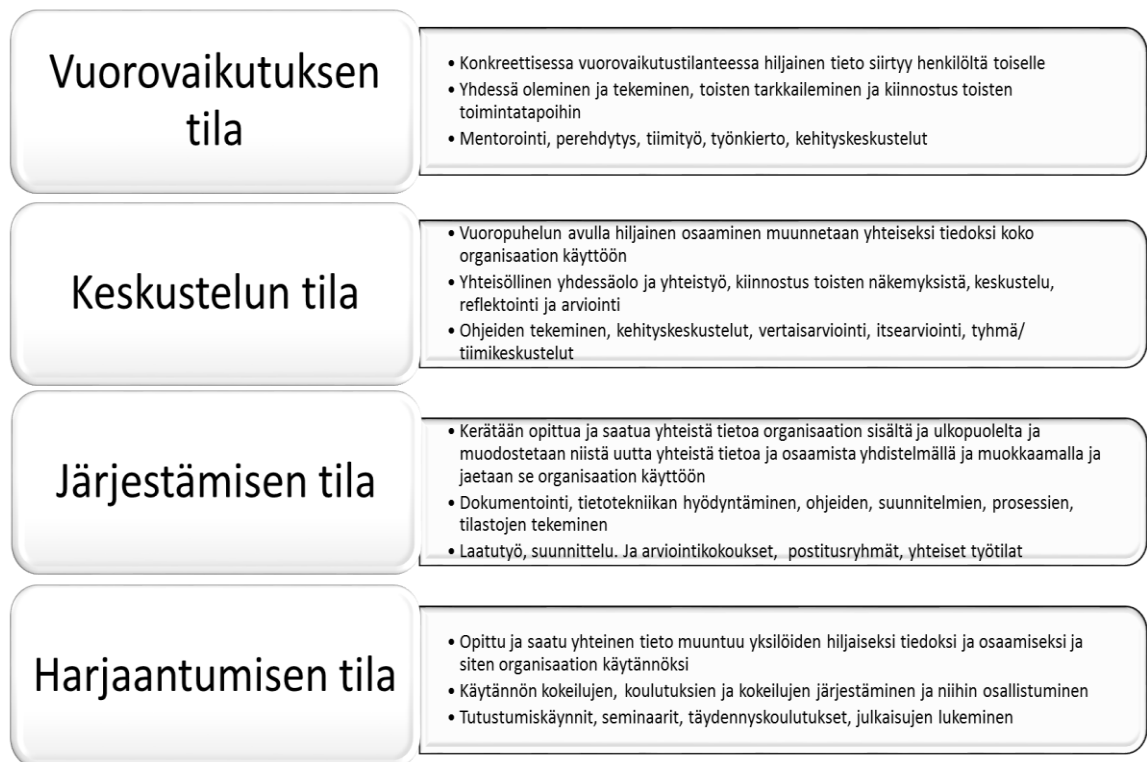 Vuorovaikutuksen
tila
• Konkreettisessa vuorovaikutustilanteessa hiljainen tieto siirtyy henkilöltä toiselle
• Yhdessä oleminen ja tekeminen, toisten tarkkaileminen ja kiinnostus toisten
toimintatapoihin
• Mentorointi, perehdytys, tiimityö, työnkierto, kehityskeskustelut
Keskustelun tila
• Vuoropuhelun avulla hiljainen osaaminen muunnetaan yhteiseksi tiedoksi koko
organisaation käyttöön
• Yhteisöllinen yhdessäolo ja yhteistyö, kiinnostus toisten näkemyksistä, keskustelu,
reflektointi ja arviointi
• Ohjeiden tekeminen, kehityskeskustelut, vertaisarviointi, itsearviointi, tyhmä/
tiimikeskustelut
Järjestämisen tila
• Kerätään opittua ja saatua yhteistä tietoa organisaation sisältä ja ulkopuolelta ja
muodostetaan niistä uutta yhteistä tietoa ja osaamista yhdistelmällä ja muokkaamalla ja
jaetaan se organisaation käyttöön
• Dokumentointi, tietotekniikan hyödyntäminen, ohjeiden, suunnitelmien, prosessien,
tilastojen tekeminen
• Laatutyö, suunnittelu. Ja arviointikokoukset, postitusryhmät, yhteiset työtilat
Harjaantumisen tila
• Opittu ja saatu yhteinen tieto muuntuu yksilöiden hiljaiseksi tiedoksi ja osaamiseksi ja
siten organisaation käytännöksi
• Käytännön kokeilujen, koulutuksien ja kokeilujen järjestäminen ja niihin osallistuminen
• Tutustumiskäynnit, seminaarit, täydennyskoulutukset, julkaisujen lukeminen